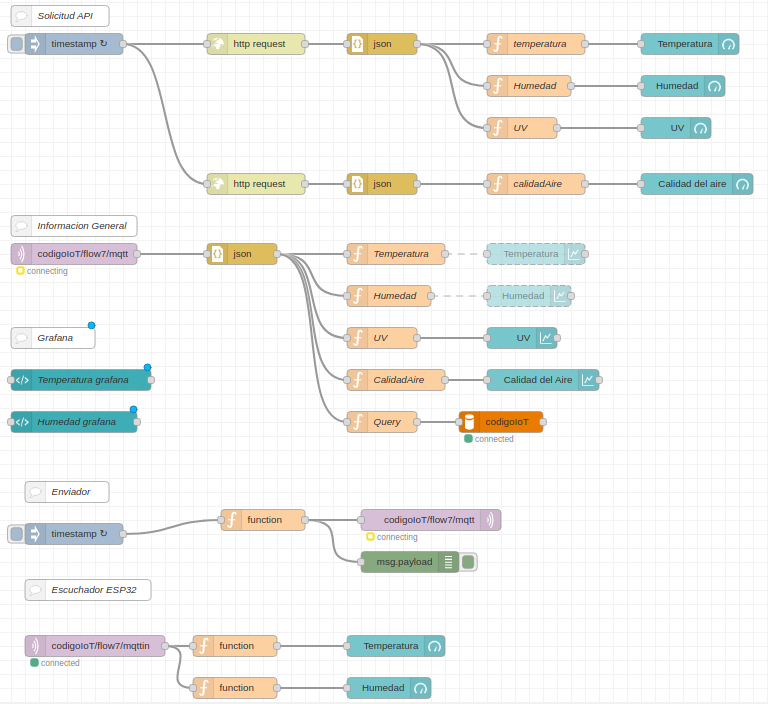 Solicitud API
timestamp ↻
http request
json
temperatura
Temperatura
Humedad
Humedad
UV
UV
http request
json
calidadAire
Calidad del aire
Informacion General
codigoIoT/flow7/mqtt
json
Temperatura
Temperatura
connecting
Humedad
Humedad
Grafana
UV
UV
Temperatura grafana
CalidadAire
Calidad del Aire
Humedad grafana
Query
codigoIoT
connected
Enviador
timestamp ↻
function
codigoIoT/flow7/mqtt
connecting
msg.payload
Escuchador ESP32
codigoIoT/flow7/mqttin
function
Temperatura
connected
function
Humedad